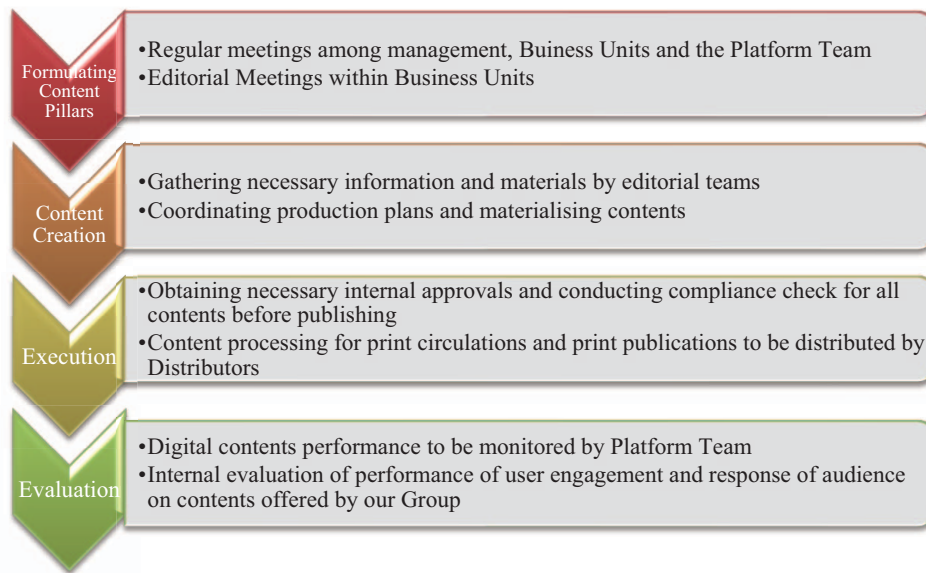 Formulating
Content
Pillars
•Regular meetings among management, Buiness Units and the Platform Team
•Editorial Meetings within Business Units
Content
Creation
•Gathering necessary information and materials by editorial teams
•Coordinating production plans and materialising contents
Execution
•Obtaining necessary internal approvals and conducting compliance check for all
contents before publishing
•Content processing for print circulations and print publications to be distributed by
Distributors
Evaluation
•Digital contents performance to be monitored by Platform Team
•Internal evaluation of performance of user engagement and response of audience
on contents offered by our Group